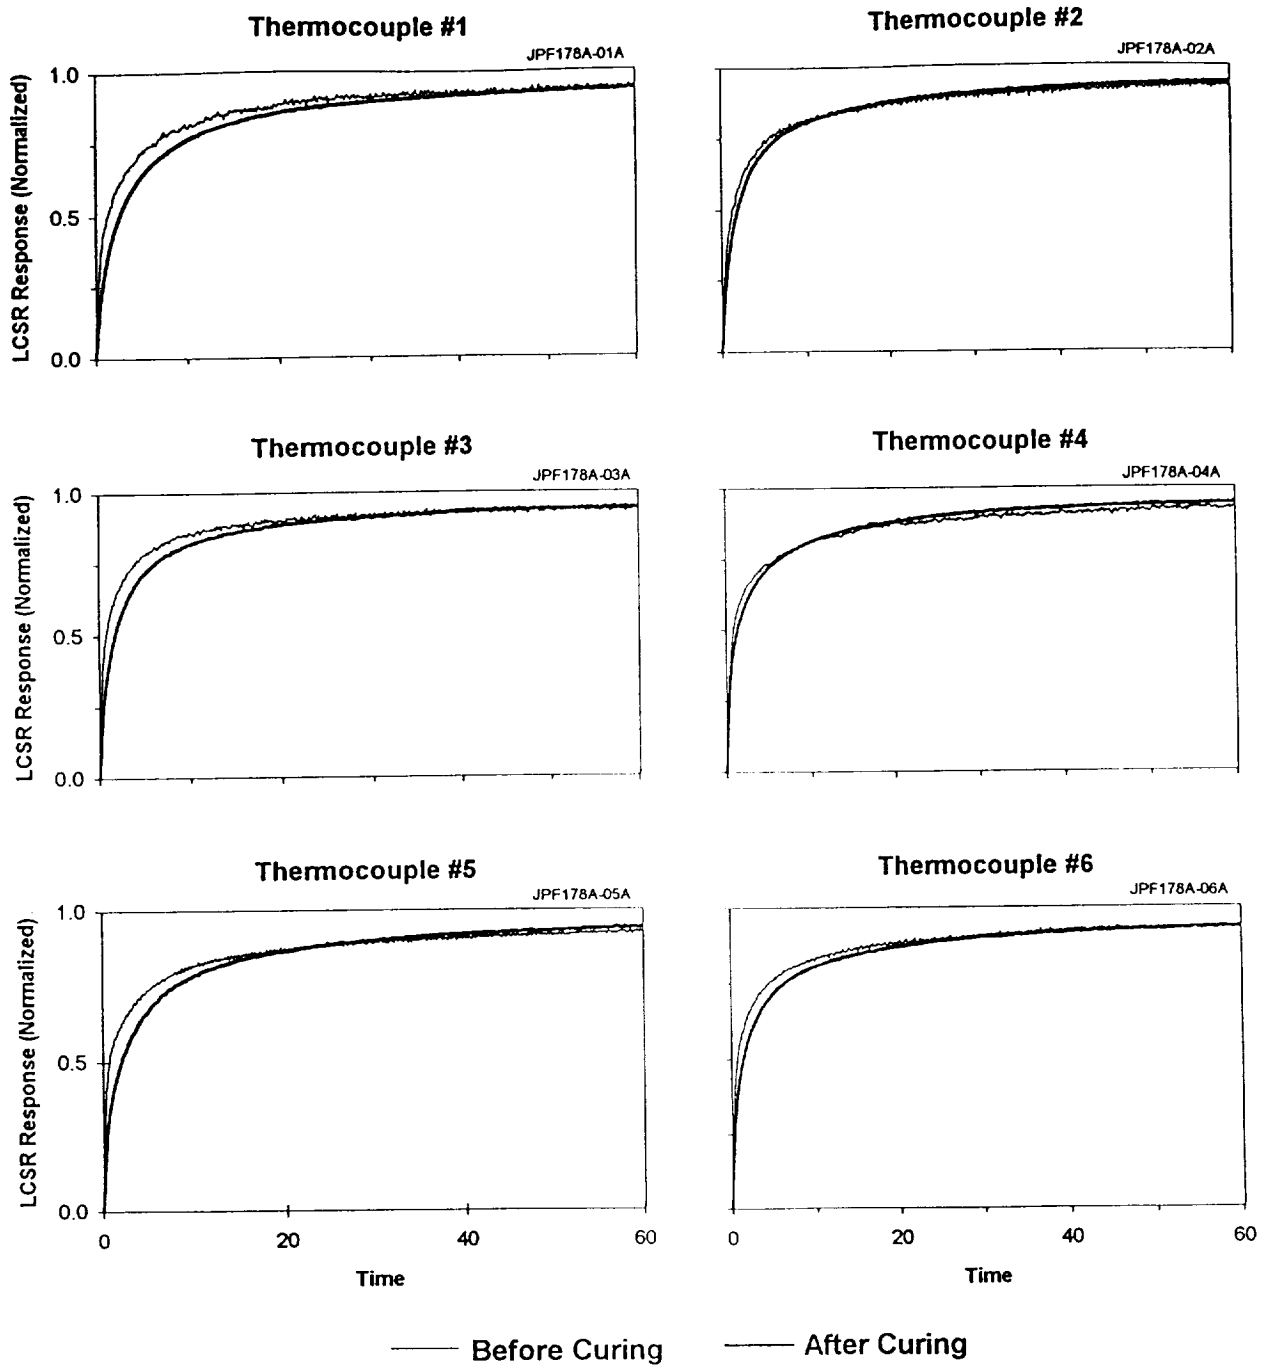 Thermocouple #1
JPF178A-01A
LCSR Response (Normalized)
1.0
0.5
0.0
Thermocouple #2
JPF178A-02A
Thermocouple #3
JPF178A-03A
LCSR Response (Normalized)
1.0
0.5
0.0
Thermocouple #4
JPF178A-04A
Thermocouple #5
JPF178A-05A
LCSR Response (Normalized)
1.0
0.5
0.0
0 20 40 60
Time
Thermocouple #6
JPF178A-06A
0 20 40 60
Time
Before Curing
After Curing